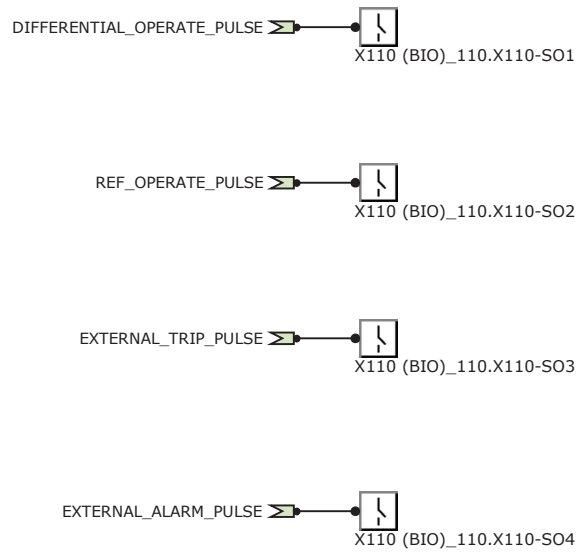 DIFFERENTIAL_OPERATE_PULSE
X110 (BIO)_110.X110-SO1
REF_OPERATE_PULSE
X110 (BIO)_110.X110-SO2
EXTERNAL_TRIP_PULSE
X110 (BIO)_110.X110-SO3
EXTERNAL_ALARM_PULSE
X110 (BIO)_110.X110-SO4